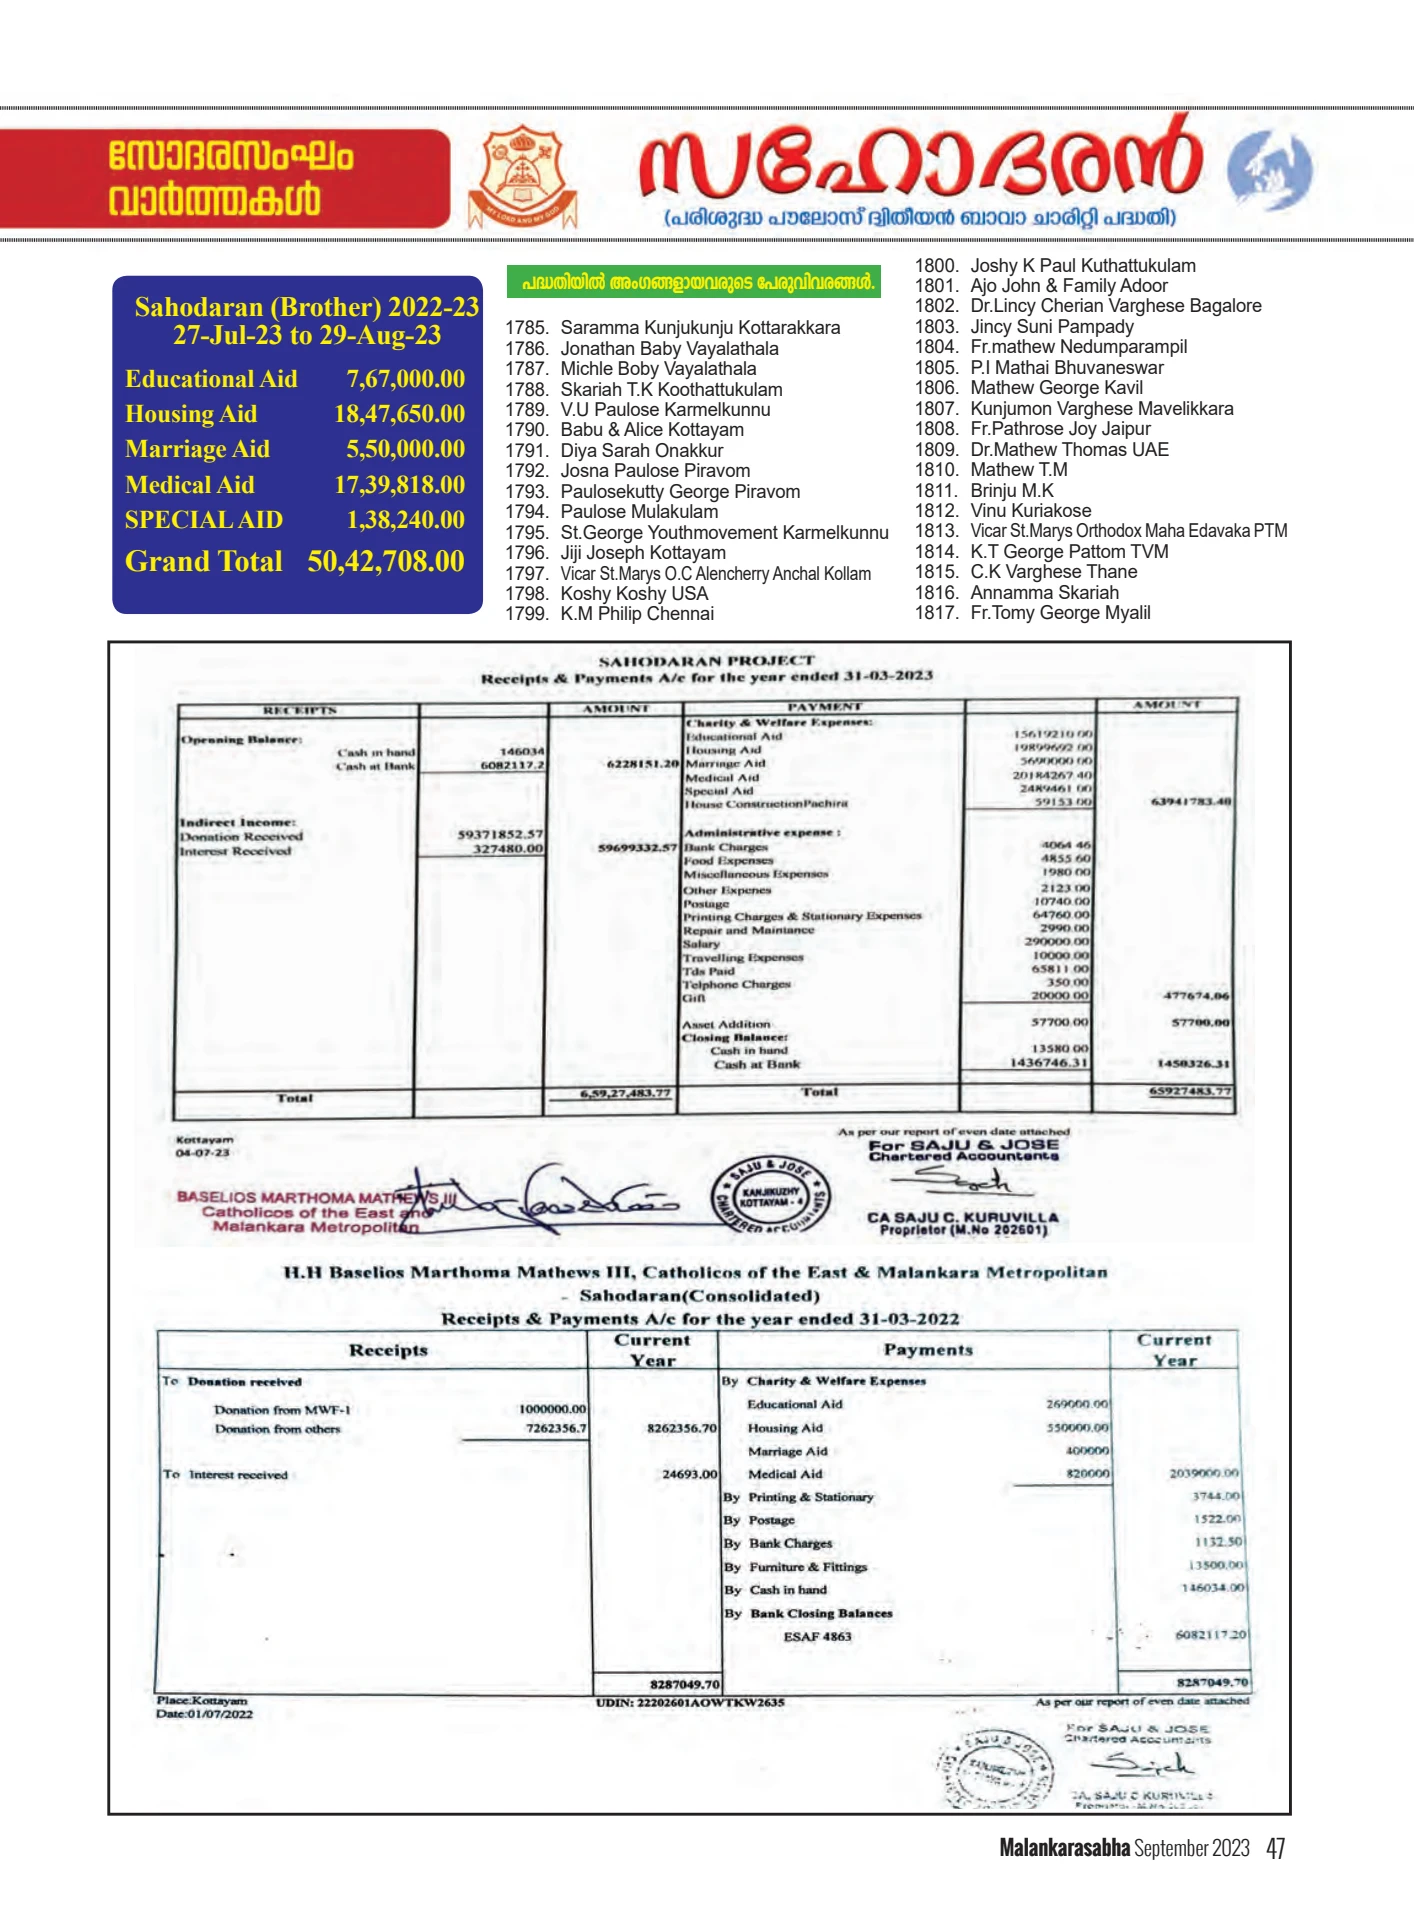 സോദരസംഘം
വാർത്തകൾ
MY LORD AND MY GOD
സഹോദരൻ
(പരിശുദ്ധ പൗലോസ് ദ്വിതീയൻ ബാവാ ചാരിറ്റി പദ്ധതി)
Sahodaran (Brother) 2022-23
27-Jul-23 to 29-Aug-23
Educational Aid 7,67,000.00
Housing Aid 18,47,650.00
Marriage Aid 5,50,000.00
Medical Aid 17,39,818.00
SPECIAL AID 1,38,240.00
Grand Total 50,42,708.00
പദ്ധതിയിൽ അംഗങ്ങളായവരുടെ പേരുവിവരങ്ങൾ.
1785. Saramma Kunjukunju Kottarakkara
1786. Jonathan Baby Vayalathala
1787. Michle Boby Vayalathala
1788. Skariah T.K Koothattukulam
1789. V.U Paulose Karmelkunnu
1790. Babu & Alice Kottayam
1791. Diya Sarah Onakkur
1792. Josna Paulose Piravom
1793. Paulosekutty George Piravom
1794. Paulose Mulakulam
1795. St.George Youthmovement Karmelkunnu
1796. Jiji Joseph Kottayam
1797. Vicar St.Marys O.C Alencherry Anchal Kollam
1798. Koshy Koshy USA
1799. K.M Philip Chennai
1800. Joshy K Paul Kuthattukulam
1801. Ajo John & Family Adoor
1802. Dr.Lincy Cherian Varghese Bagalore
1803. Jincy Suni Pampady
1804. Fr.mathew Nedumparampil
1805. P.I Mathai Bhuvaneswar
1806. Mathew George Kavil
1807. Kunjumon Varghese Mavelikkara
1808. Fr.Pathrose Joy Jaipur
1809. Dr.Mathew Thomas UAE
1810. Mathew T.M
1811. Brinju M.K
1812. Vinu Kuriakose
1813. Vicar St.Marys Orthodox Maha Edavaka PTM
1814. K.T George Pattom TVM
1815. C.K Varghese Thane
1816. Annamma Skariah
1817. Fr.Tomy George Myalil
SAHODARAN PROJECT
Receipts & Payments A/c for the year ended 31-03-2023
RECEIPTS AMOUNT PAYMENT AMOUNT
Charity & Welfare Expenses:
Openning Balance: Educational Aid 15619210.00
Cash in hand 146034 Housing Aid 19899692.00
Cash at Bank 6082117.2 6228151.20 Marriage Aid 5690000.00
Medical Aid 20184267.40
Special Aid 2489461.00
House ConstructionPachira 59153.00 63941783.40
Indirect Income:
Donation Received 59371852.57 Administrative expense :
Interest Received 327480.00 59699332.57 Bank Charges 4064.46
Food Expenses 4855.60
Miscellaneous Expenses 1980.00
Other Expenes 2123.00
Postage 10740.00
Printing Charges & Stationary Expenses 64760.00
Repair and Maintance 2990.00
Salary 290000.00
Travelling Expenses 10000.00
Tds Paid 65811.00
Telphone Charges 350.00
Gift 20000.00 477674.06
Asset Addition 57700.00 57700.00
Closing Balance:
Cash in hand 13580.00
Cash at Bank 1436746.31 1450326.31
Total 6,59,27,483.77 Total 65927483.77
Kottayam
04-07-23
As per our report of even date attached
For SAJU & JOSE
Chartered Accountants
BASELIOS MARTHOMA MATHEWS III
Catholicos of the East and
Malankara Metropolitan
SAJU & JOSE
KANJIKUZHY
KOTTAYAM - 4
CHARTERED ACCOUNTANTS
CA SAJU C. KURUVILLA
Proprietor (M.No 202601)
H.H Baselios Marthoma Mathews III, Catholicos of the East & Malankara Metropolitan
Sahodaran(Consolidated)
Receipts & Payments A/c for the year ended 31-03-2022
Receipts Current Year Payments Current Year
To Donation received By Charity & Welfare Expenses
Donation from MWF-1 1000000.00 Educational Aid 269000.00
Donation from others 7262356.7 8262356.70 Housing Aid 550000.00
Marriage Aid 400000
To Interest received 24693.00 Medical Aid 820000 2039000.00
By Printing & Stationary 3744.00
By Postage 1522.00
By Bank Charges 1132.50
By Furniture & Fittings 13500.00
By Cash in hand 146034.00
By Bank Closing Balances
ESAF 4863 6082117.20
8287049.70 8287049.70
Place:Kottayam
Date:01/07/2022
UDIN: 22202601AOWTKW2635
As per our report of even date attached
For SAJU & JOSE
Chartered Accountants
SAJU & JOSE
CA. SAJU C KURUVILLA
Malankarasabha September 2023 47